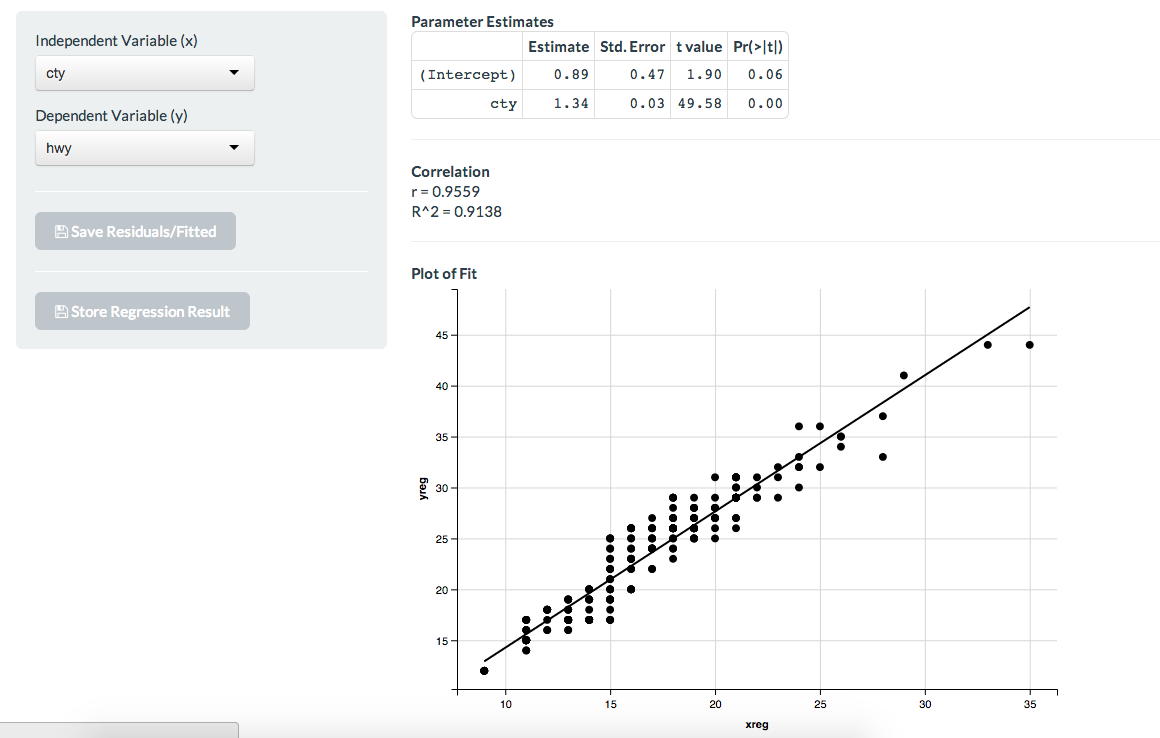 Independent Variable (x)
cty
Dependent Variable (y)
hwy
Save Residuals/Fitted
Store Regression Result
Parameter Estimates
Estimate Std. Error t value Pr(>|t|)
(Intercept) 0.89 0.47 1.90 0.06
cty 1.34 0.03 49.58 0.00
Correlation
r = 0.9559
R^2 = 0.9138
Plot of Fit
45
40
35
30
25
20
15
yreg
10 15 20 25 30 35
xreg